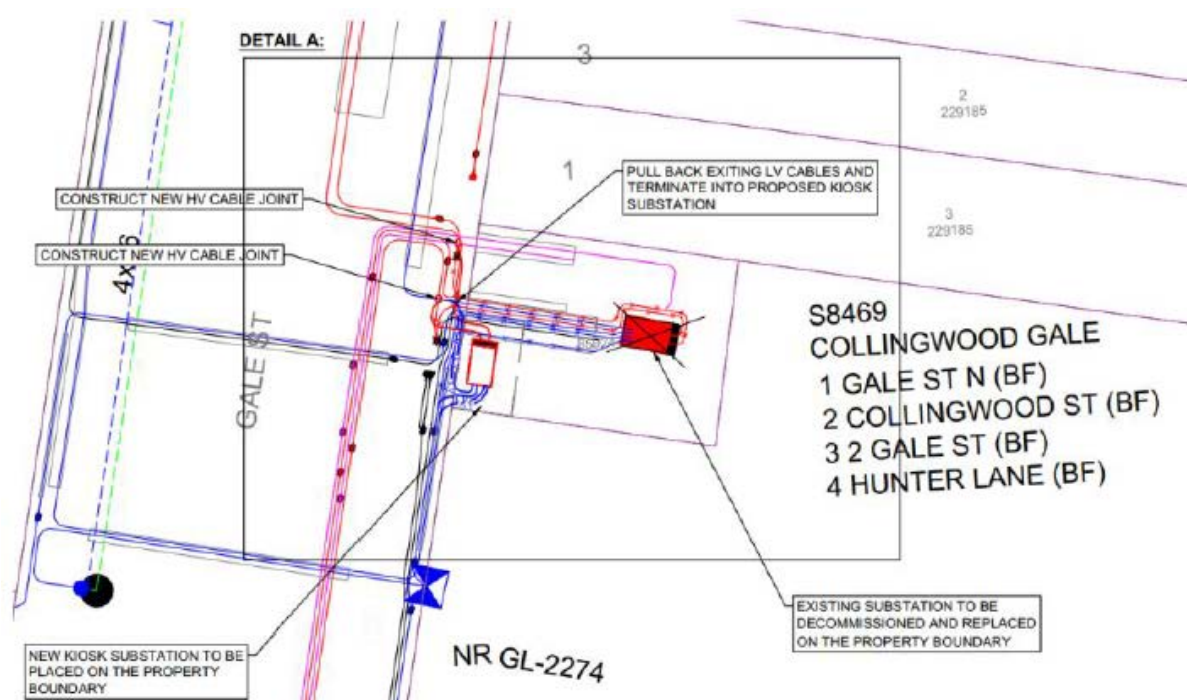 DETAIL A:
3
2
229185
1
PULL BACK EXITING LV CABLES AND
TERMINATE INTO PROPOSED KIOSK
SUBSTATION
CONSTRUCT NEW HV CABLE JOINT
3
229185
CONSTRUCT NEW HV CABLE JOINT
GALE ST
S8469
COLLINGWOOD GALE
1 GALE ST N (BF)
2 COLLINGWOOD ST (BF)
3 2 GALE ST (BF)
4 HUNTER LANE (BF)
EXISTING SUBSTATION TO BE
DECOMMISSIONED AND REPLACED
ON THE PROPERTY BOUNDARY
NEW KIOSK SUBSTATION TO BE
PLACED ON THE PROPERTY
BOUNDARY
NR GL-2274